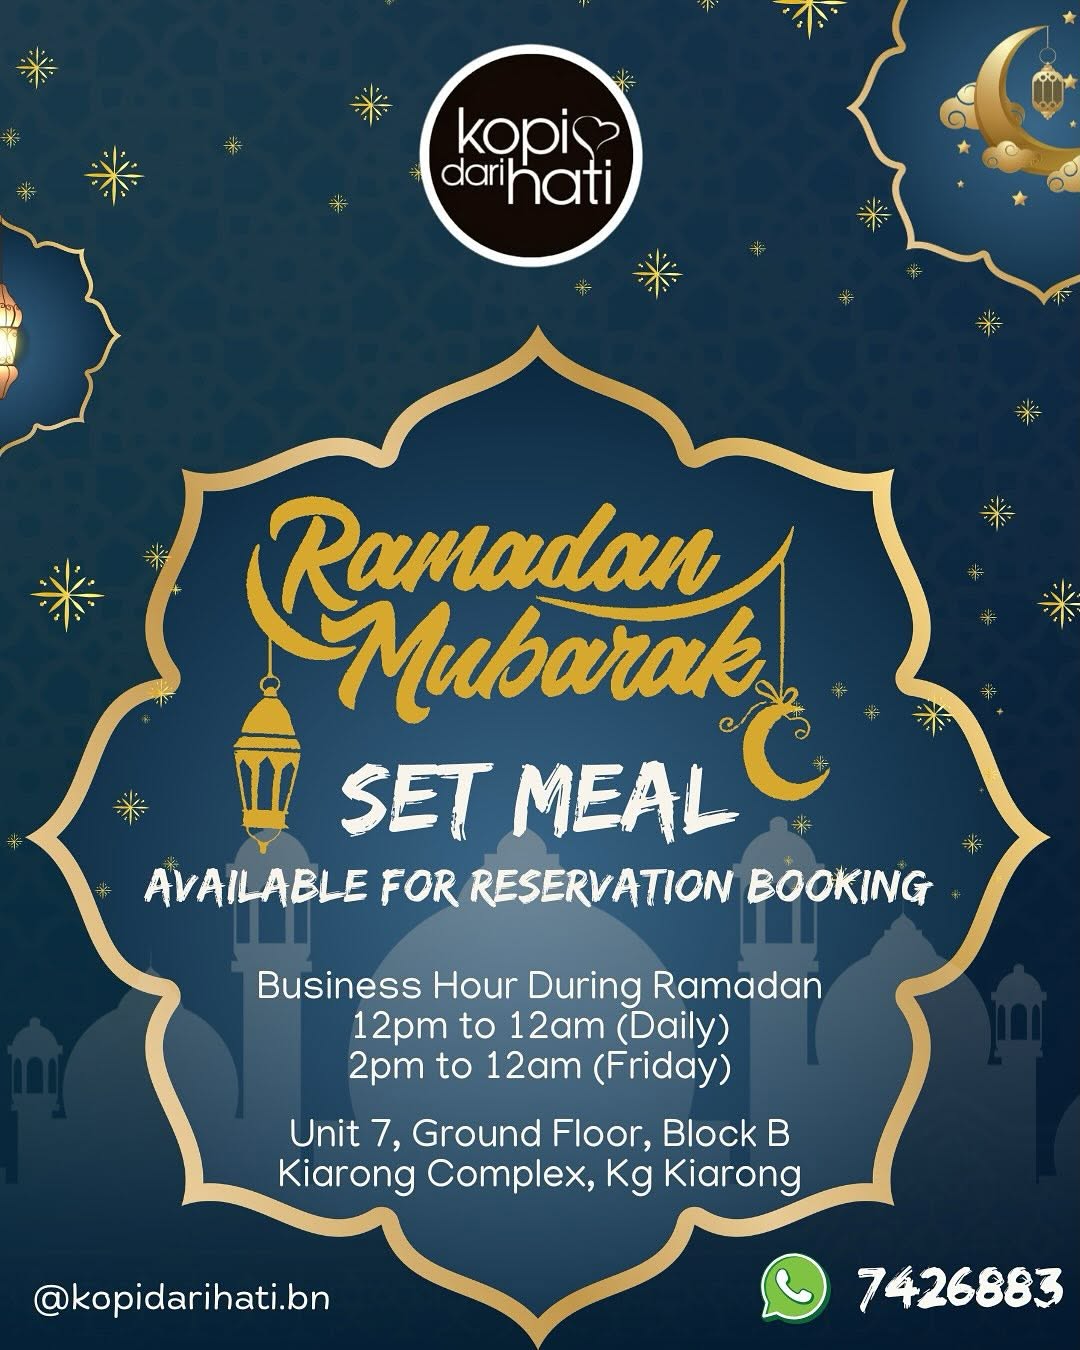 kopi
dari hati
Ramadan
Mubarak
SET MEAL
AVAILABLE FOR RESERVATION BOOKING
Business Hour During Ramadan
12pm to 12am (Daily)
2pm to 12am (Friday)
Unit 7, Ground Floor, Block B
Kiarong Complex, Kg Kiarong
@kopidarihati.bn
7426883